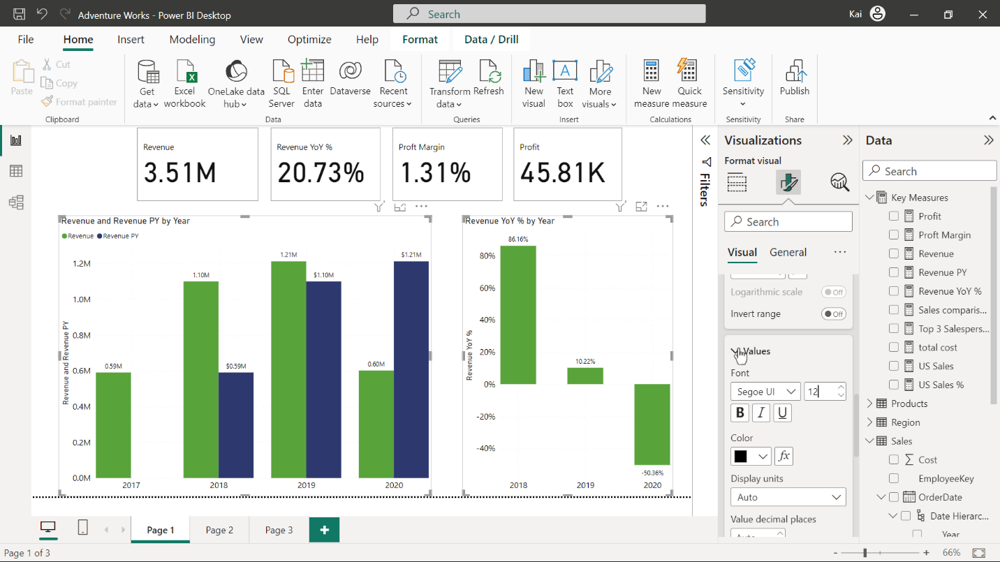 Adventure Works - Power BI Desktop
Search
Kai
File
Home
Insert
Modeling
View
Optimize
Help
Format
Data / Drill
Paste
Cut
Copy
Format painter
Clipboard
Get
data
Excel
workbook
OneLake data
hub
SQL
Server
Enter
data
Dataverse
Recent
sources
Data
Transform
data
Refresh
Queries
New
visual
Text
box
More
visuals
Insert
New
measure
Quick
measure
Calculations
Sensitivity
Sensitivity
Publish
Share
Revenue
3.51M
Revenue YoY %
20.73%
Proft Margin
1.31%
Profit
45.81K
Revenue and Revenue PY by Year
Revenue
Revenue PY
Revenue and Revenue PY
1.2M
1.0M
0.8M
0.6M
0.4M
0.2M
0.0M
0.59M
1.10M
$0.59M
1.21M
$1.10M
0.60M
$1.21M
2017
2018
2019
2020
Revenue YoY % by Year
Revenue YoY %
80%
60%
40%
20%
0%
-20%
-40%
86.16%
10.22%
-50.36%
2018
2019
2020
Filters
Visualizations
Format visual
Search
Visual
General
Logarithmic scale
Off
Invert range
Off
Values
Font
Segoe UI
12
B
I
U
Color
fx
Display units
Auto
Value decimal places
Auto
Data
Search
Key Measures
Profit
Proft Margin
Revenue
Revenue PY
Revenue YoY %
Sales comparis...
Top 3 Salespers...
total cost
US Sales
US Sales %
Products
Region
Sales
Cost
EmployeeKey
OrderDate
Date Hierarc...
Year
Page 1
Page 2
Page 3
Page 1 of 3
66%